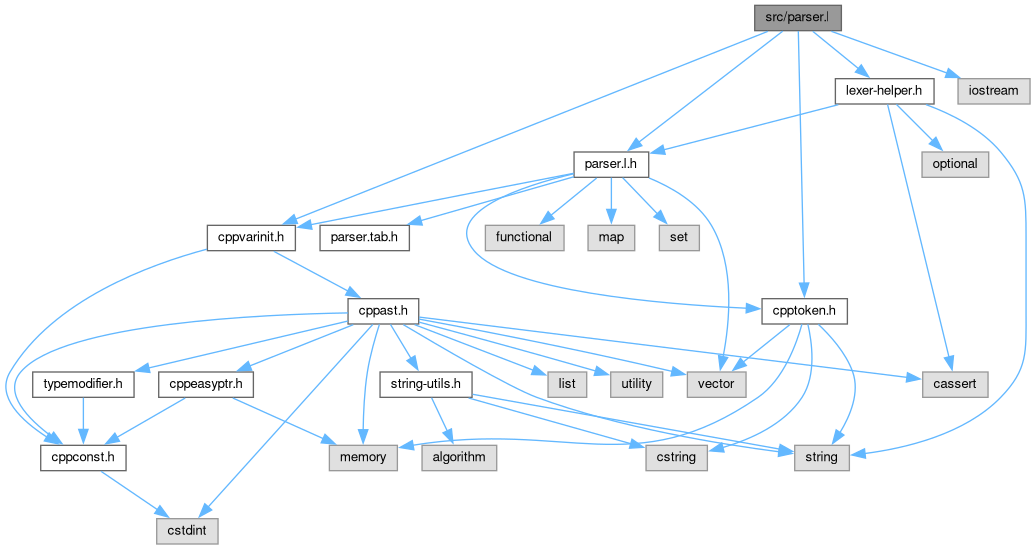 src/parser.l
lexer-helper.h
iostream
parser.l.h
optional
cppvarinit.h
parser.tab.h
functional
map
set
cppast.h
cpptoken.h
typemodifier.h
cppeasyptr.h
string-utils.h
list
utility
vector
cassert
cppconst.h
memory
algorithm
cstring
string
cstdint